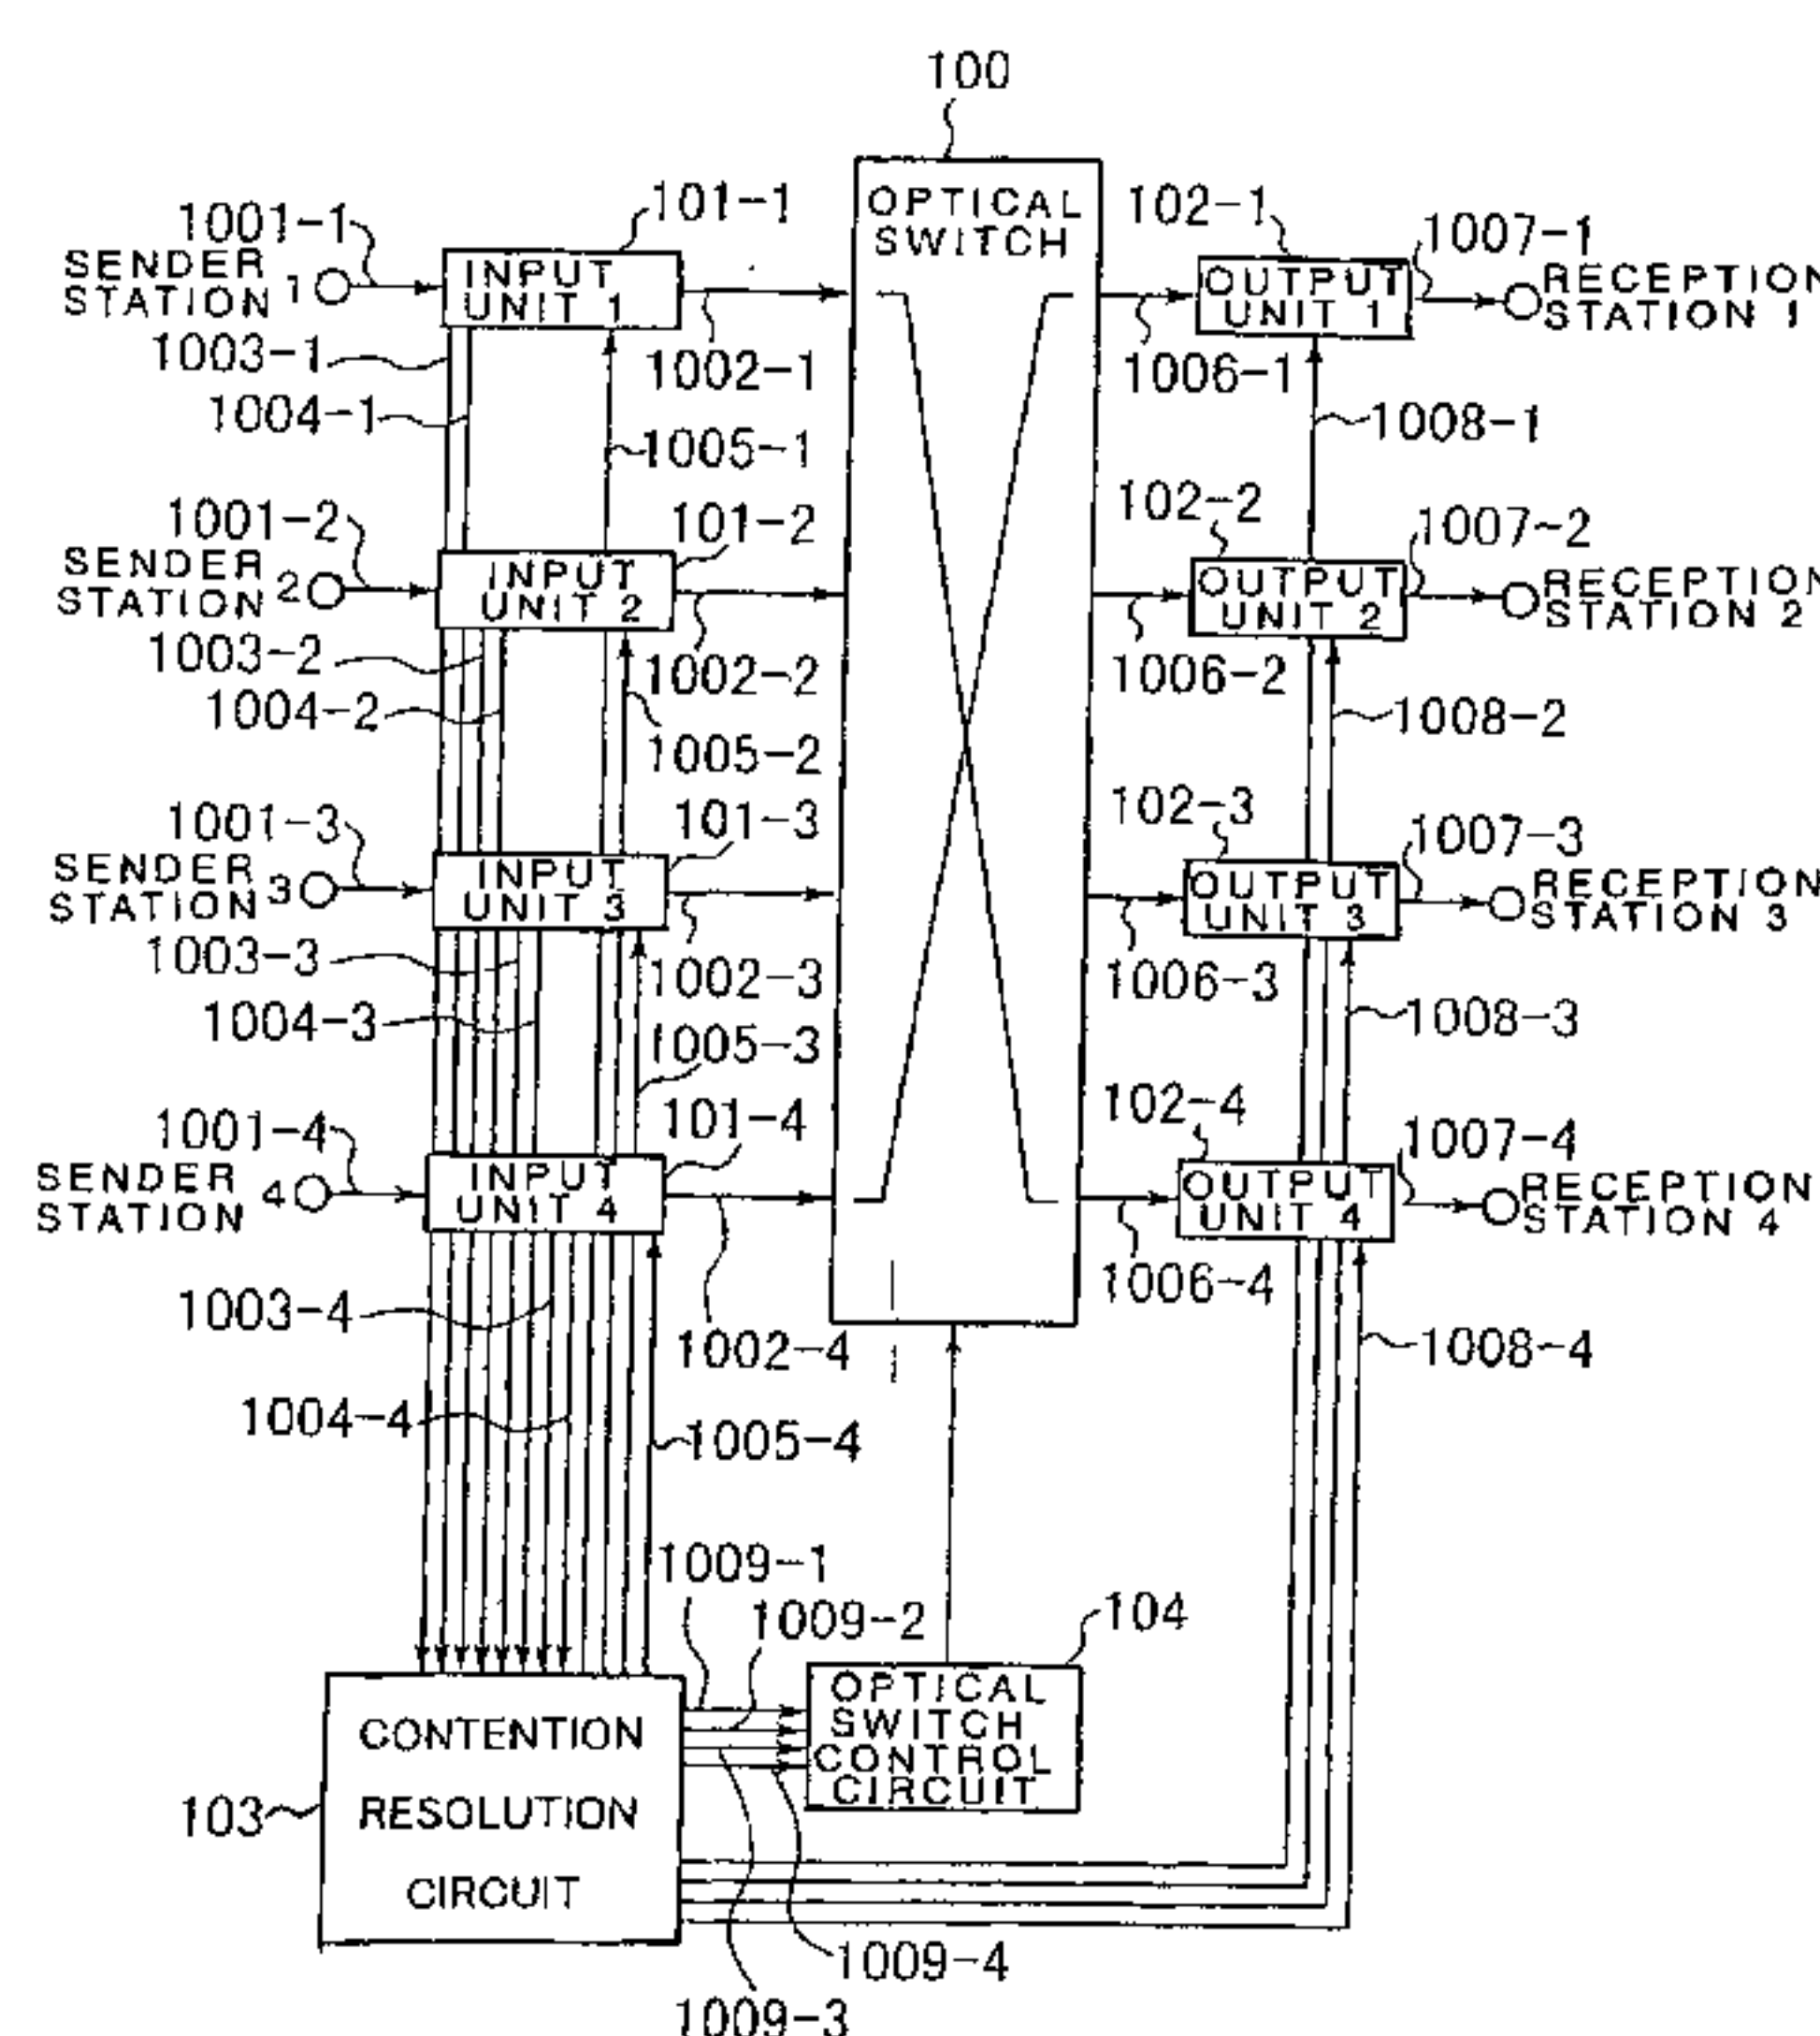 100
OPTICAL
SWITCH
101-1
102-1
1001-1
1007-1
SENDER
STATION 1
INPUT
UNIT 1
OUTPUT
UNIT 1
RECEPTION
STATION 1
1003-1
1002-1
1006-1
1004-1
1005-1
1008-1
1001-2
101-2
102-2
1007-2
SENDER
STATION 2
INPUT
UNIT 2
OUTPUT
UNIT 2
RECEPTION
STATION 2
1003-2
1002-2
1006-2
1004-2
1005-2
1008-2
1001-3
101-3
102-3
1007-3
SENDER
STATION 3
INPUT
UNIT 3
OUTPUT
UNIT 3
RECEPTION
STATION 3
1003-3
1002-3
1006-3
1004-3
1005-3
1008-3
1001-4
101-4
102-4
1007-4
SENDER
STATION 4
INPUT
UNIT 4
OUTPUT
UNIT 4
RECEPTION
STATION 4
1003-4
1002-4
1006-4
1004-4
1005-4
1008-4
1009-1
1009-2
104
OPTICAL
SWITCH
CONTROL
CIRCUIT
CONTENTION
RESOLUTION
CIRCUIT
103
1009-4
1009-3